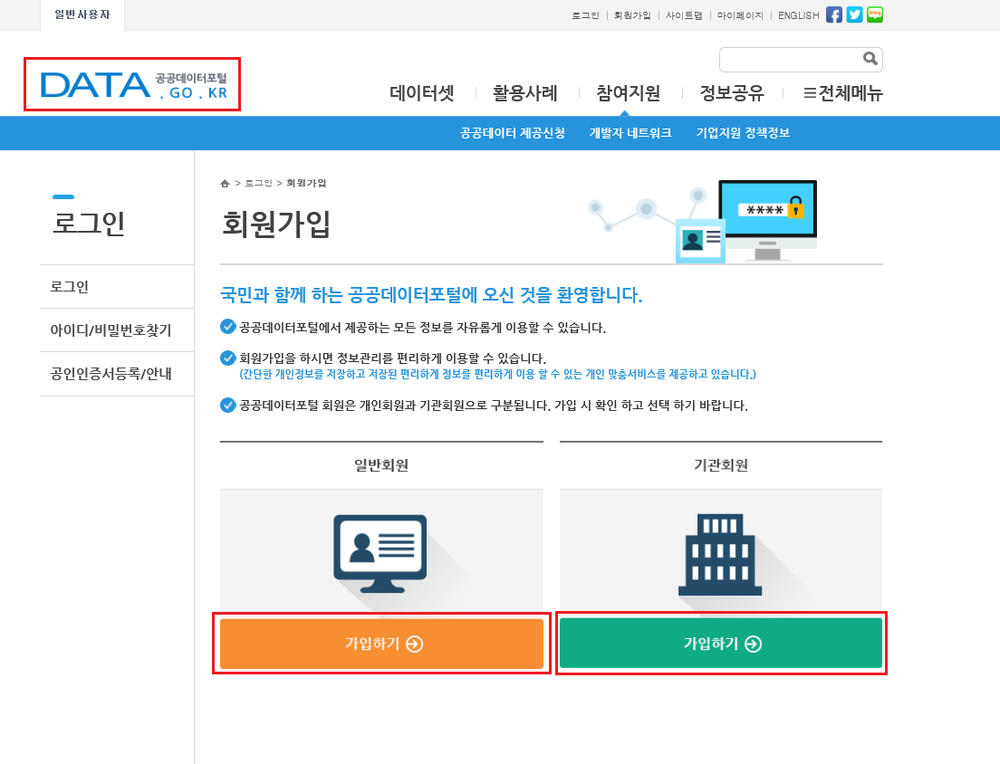 일반사용자
로그인 | 회원가입 | 사이트맵 | 마이페이지 | ENGLISH
blog
DATA 공공데이터포털
.GO.KR
데이터셋 | 활용사례 | 참여지원 | 정보공유 | 전체메뉴
공공데이터 제공신청 개발자 네트워크 기업지원 정책정보
로그인
로그인
아이디/비밀번호찾기
공인인증서등록/안내
> 로그인 > 회원가입
회원가입
****
국민과 함께 하는 공공데이터포털에 오신 것을 환영합니다.
공공데이터포털에서 제공하는 모든 정보를 자유롭게 이용할 수 있습니다.
회원가입을 하시면 정보관리를 편리하게 이용할 수 있습니다.
(간단한 개인정보를 저장하고 저장된 편리하게 정보를 편리하게 이용 할 수 있는 개인 맞춤서비스를 제공하고 있습니다.)
공공데이터포털 회원은 개인회원과 기관회원으로 구분됩니다. 가입 시 확인 하고 선택 하기 바랍니다.
일반회원
가입하기
기관회원
가입하기